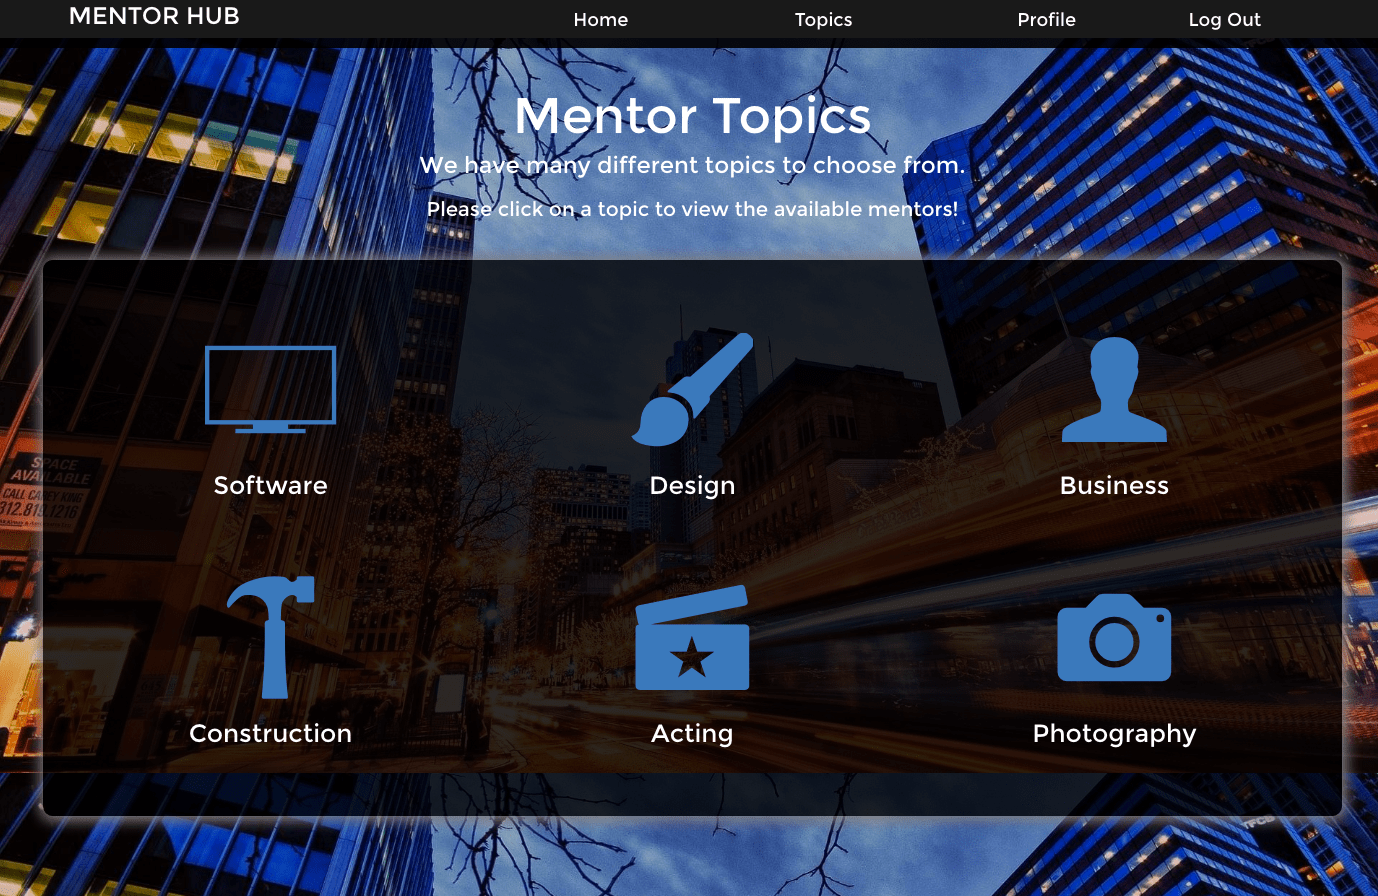 MENTOR HUB Home Topics Profile Log Out
Mentor Topics
We have many different topics to choose from.
Please click on a topic to view the available mentors!
Software Design Business
SPACE
AVAILABLE
CALL CAREY KING
312.819.1216
Construction Acting Photography